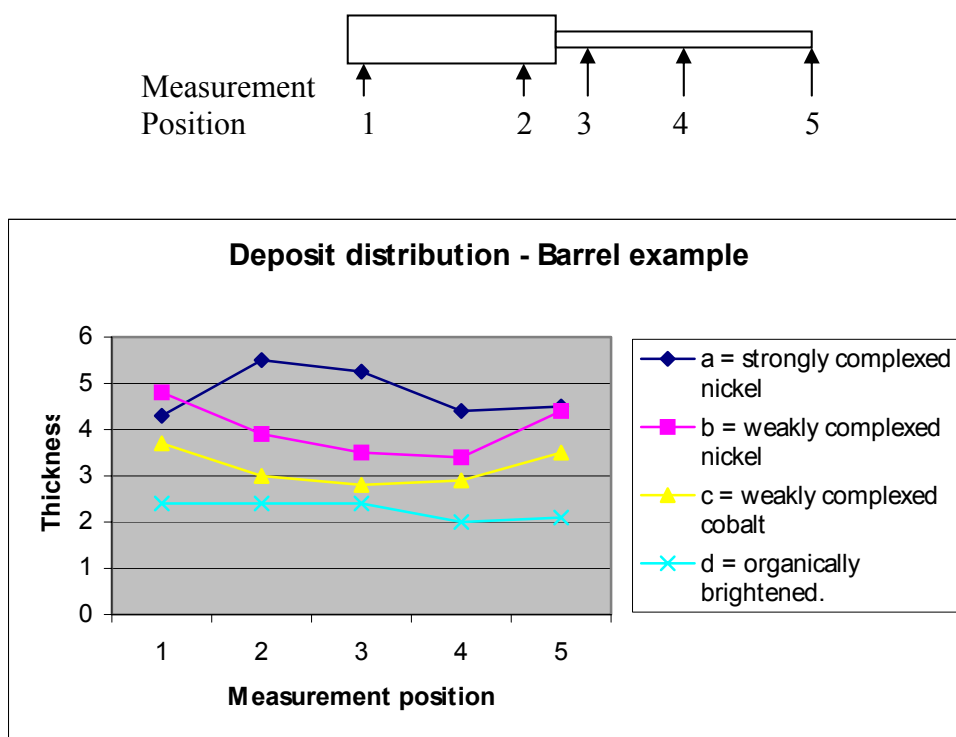 Measurement
Position
1 2 3 4 5
Deposit distribution - Barrel example
Thickness
6
5
4
3
2
1
0
1 2 3 4 5
Measurement position
a = strongly complexed
nickel
b = weakly complexed
nickel
c = weakly complexed
cobalt
d = organically
brightened.